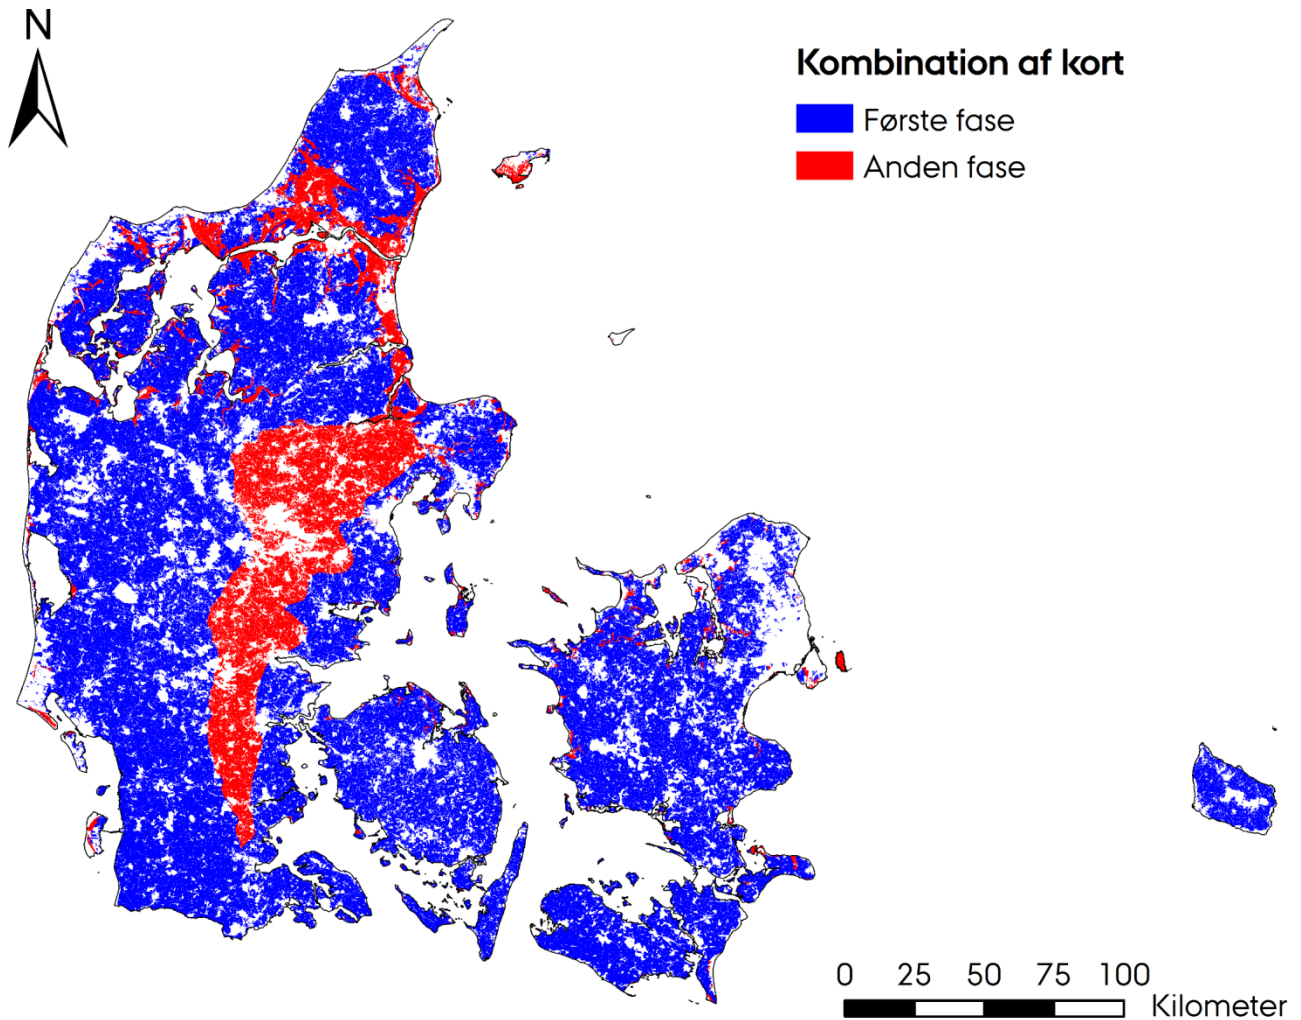 N
Kombination af kort
Første fase
Anden fase
0 25 50 75 100
Kilometer